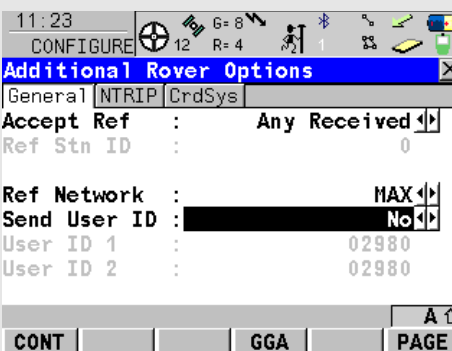 11:23
CONFIGURE
12
G= 8
R= 4
1
Additional Rover Options
General NTRIP CrdSys
Accept Ref : Any Received
Ref Stn ID : 0
Ref Network : MAX
Send User ID : No
User ID 1 : 02980
User ID 2 : 02980
A
CONT GGA PAGE